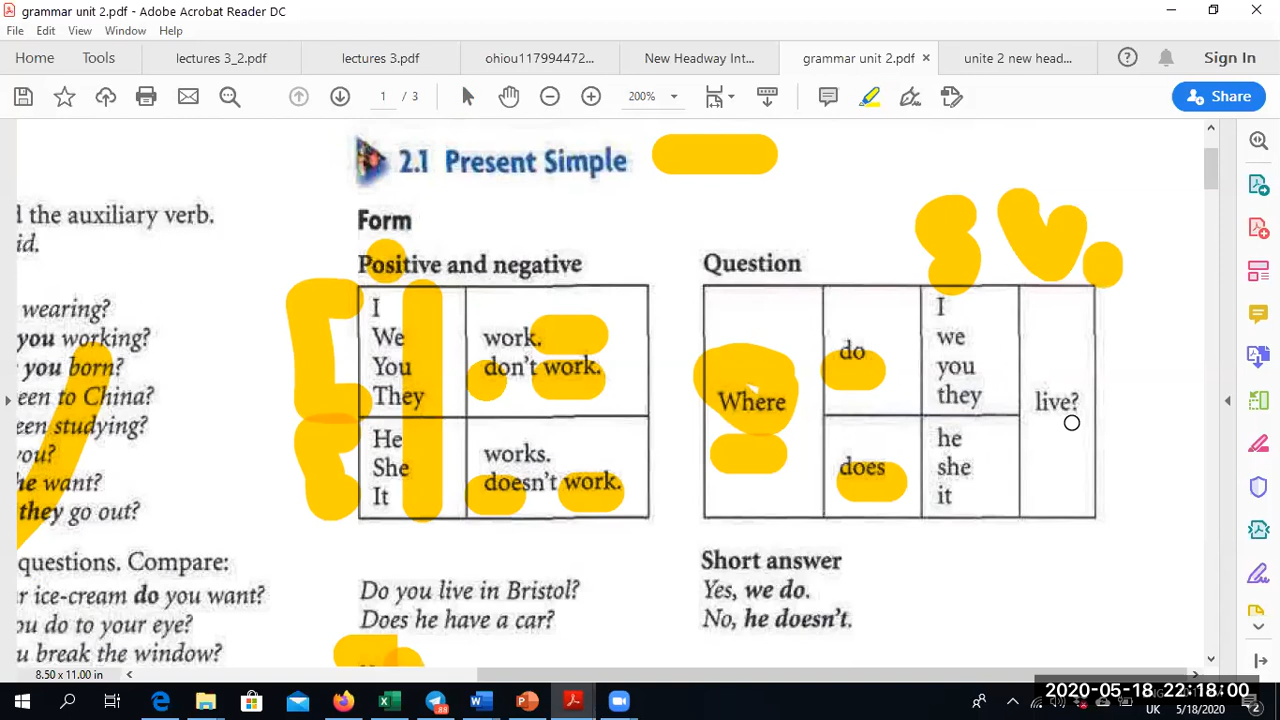 grammar unit 2.pdf - Adobe Acrobat Reader DC
File Edit View Window Help
Home Tools lectures 3_2.pdf lectures 3.pdf ohio117994472... New Headway Int... grammar unit 2.pdf × unite 2 new head... Sign In
1 / 3 200% Share
2.1 Present Simple
d the auxiliary verb.
id.
wearing?
you working?
you born?
een to China?
een studying?
you?
he want?
they go out?
questions. Compare:
r ice-cream do you want?
ou do to your eye?
u break the window?
Form
Positive and negative
I
We
You
They
work.
don't work.
He
She
It
works.
doesn't work.
Do you live in Bristol?
Does he have a car?
Question
Where
do
I
we
you
they
does
he
she
it
live?
Short answer
Yes, we do.
No, he doesn't.
8.50 x 11.00 in
2020-05-18 22:18:00
UK 5/18/2020